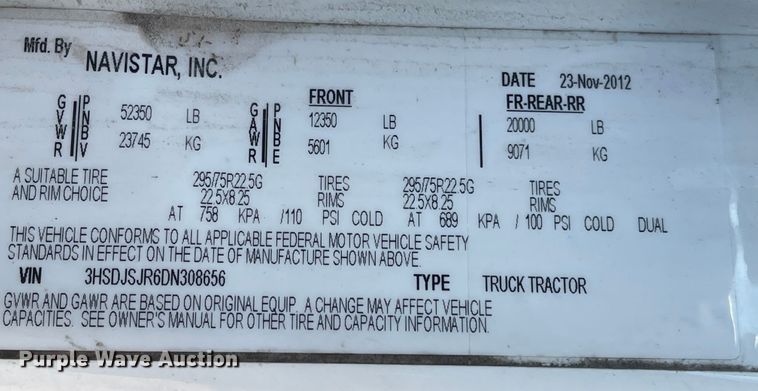 Mfd. By NAVISTAR, INC. DATE 23-Nov-2012
FRONT FR-REAR-RR
GVWR PNBV 52350 LB GAWR PNBE 12350 LB 20000 LB
23745 KG 5601 KG 9071 KG
A SUITABLE TIRE 295/75R22.5G TIRES 295/75R22.5G TIRES
AND RIM CHOICE 22.5X8.25 RIMS 22.5X8.25 RIMS
AT 758 KPA /110 PSI COLD AT 689 KPA / 100 PSI COLD DUAL
THIS VEHICLE CONFORMS TO ALL APPLICABLE FEDERAL MOTOR VEHICLE SAFETY
STANDARDS IN EFFECT ON THE DATE OF MANUFACTURE SHOWN ABOVE.
VIN 3HSDJSJR6DN308656 TYPE TRUCK TRACTOR
GVWR AND GAWR ARE BASED ON ORIGINAL EQUIP. A CHANGE MAY AFFECT VEHICLE
CAPACITIES. SEE OWNER'S MANUAL FOR OTHER TIRE AND CAPACITY INFORMATION.
Purple Wave Auction